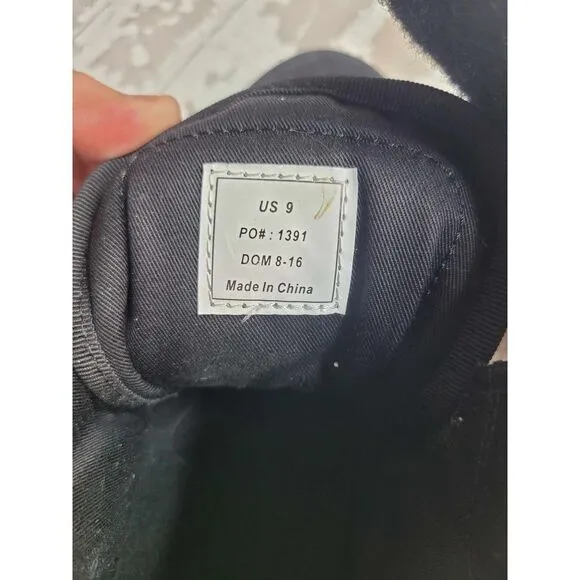 US 9
PO# : 1391
DOM 8-16
Made In China